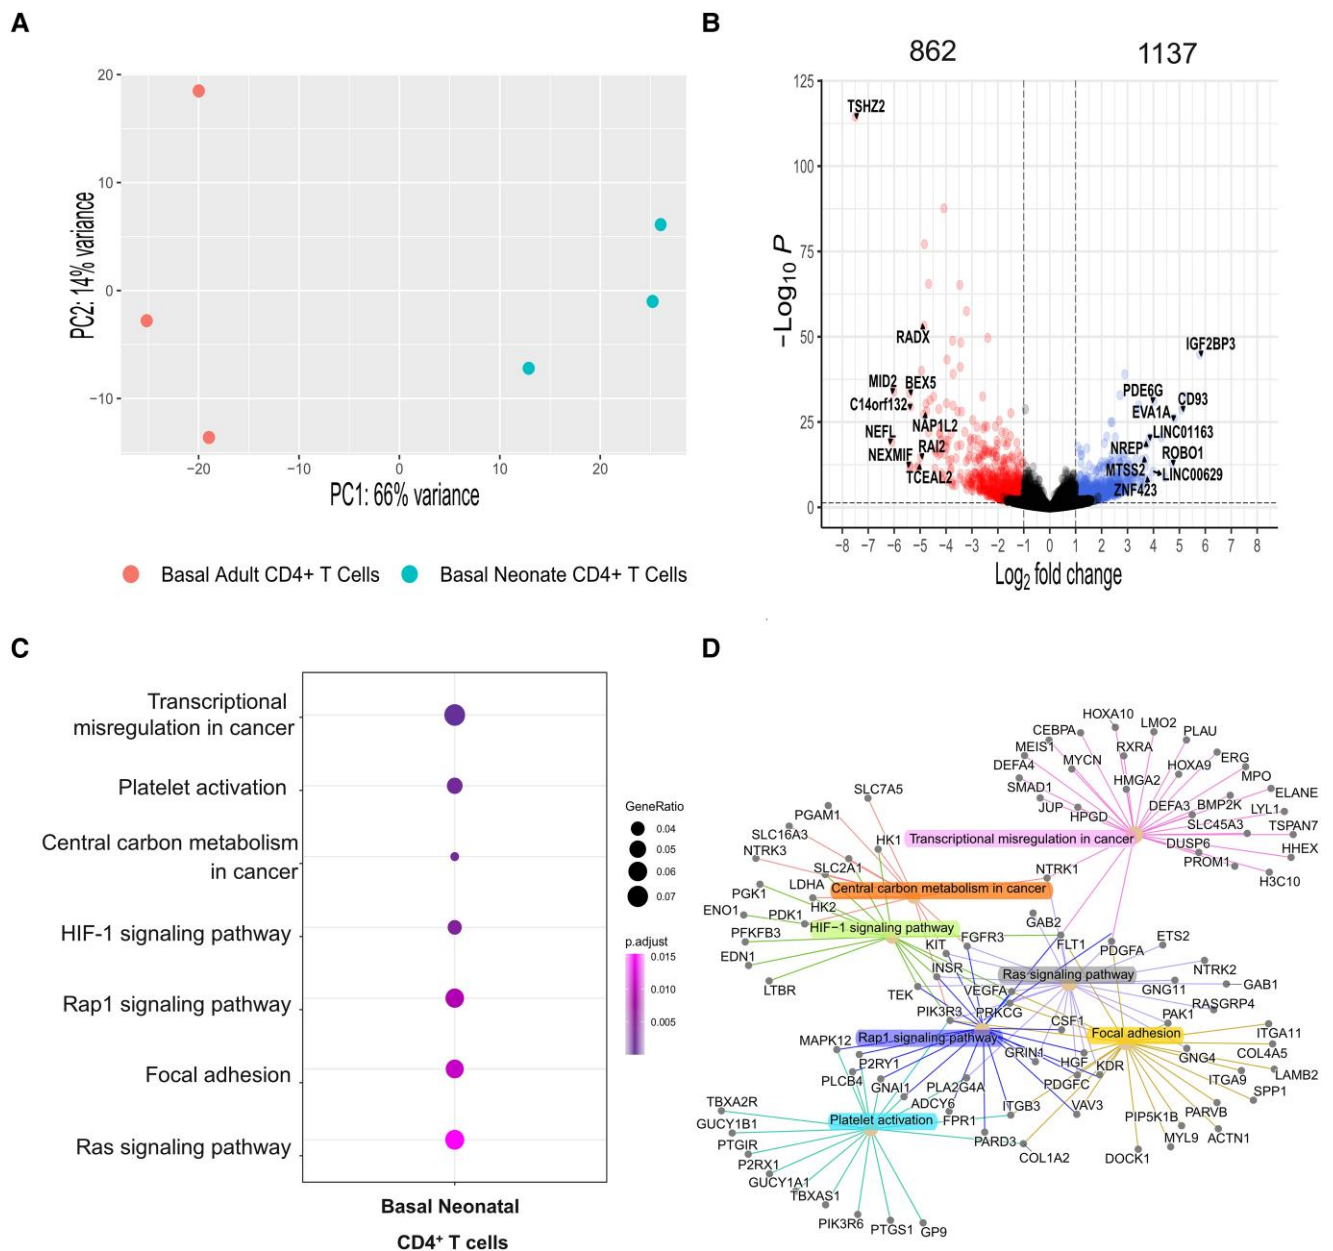 A
20
10
0
−10
−20
−10
0
10
20
PC2: 14% variance
PC1: 66% variance
Basal Adult CD4+ T Cells
Basal Neonate CD4+ T Cells
B
862
1137
125
100
75
50
25
0
−Log10 P
TSHZ2
RADX
IGF2BP3
MID2
BEX5
PDE6G
CD93
C14orf132
EVA1A
NAP1L2
LINC01163
NEFL
RAI2
NREP
ROBO1
NEXMIF
MTSS2
LINC00629
TCEAL2
ZNF423
−8 −7 −6 −5 −4 −3 −2 −1 0 1 2 3 4 5 6 7 8
Log2 fold change
C
Transcriptional
misregulation in cancer
Platelet activation
Central carbon metabolism
in cancer
HIF-1 signaling pathway
Rap1 signaling pathway
Focal adhesion
Ras signaling pathway
Basal Neonatal
CD4+ T cells
GeneRatio
0.04
0.05
0.06
0.07
p.adjust
0.015
0.010
0.005
D
HOXA10
CEBPA
LMO2
PLAU
MEIS1
RXRA
ERG
DEFA4
MYCN
HOXA9
MPO
SMAD1
HMGA2
ELANE
JUP
DEFA3
BMP2K
LYL1
HPGD
SLC45A3
TSPAN7
Transcriptional misregulation in cancer
DUSP6
HHEX
PROM1
H3C10
SLC7A5
PGAM1
SLC16A3
HK1
NTRK3
SLC2A1
NTRK1
LDHA
Central carbon metabolism in cancer
PGK1
HK2
ENO1
PDK1
GAB2
HIF−1 signaling pathway
PFKFB3
KIT
FGFR3
FLT1
ETS2
PDGFA
EDN1
INSR
Ras signaling pathway
NTRK2
LTBR
TEK
VEGFA
GNG11
GAB1
RASGRP4
PIK3R3
PRKCG
PAK1
CSF1
Focal adhesion
ITGA11
MAPK12
Rap1 signaling pathway
COL4A5
GRIN1
HGF
GNG4
P2RY1
KDR
LAMB2
PLCB4
GNAI1
PLA2G4A
PDGFC
ITGA9
SPP1
TBXA2R
ADCY6
ITGB3
VAV3
PIP5K1B
PARVB
GUCY1B1
Platelet activation
FPR1
MYL9
ACTN1
PTGIR
PARD3
COL1A2
DOCK1
P2RX1
GUCY1A1
TBXAS1
PIK3R6
PTGS1
GP9